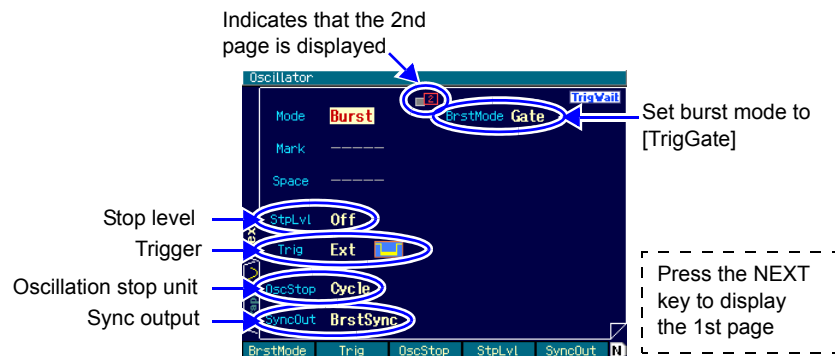 Indicates that the 2nd
page is displayed
Oscillator
2
TrigWait
Mode Burst
BrstMode Gate
Set burst mode to
[TrigGate]
Mark -----
Space -----
Stop level
StpLvl Off
Trigger
Trig Ext
Oscillation stop unit
OscStop Cycle
Sync output
SyncOut BrstSync
Press the NEXT
key to display
the 1st page
BrstMode Trig OscStop StpLvl SyncOut N